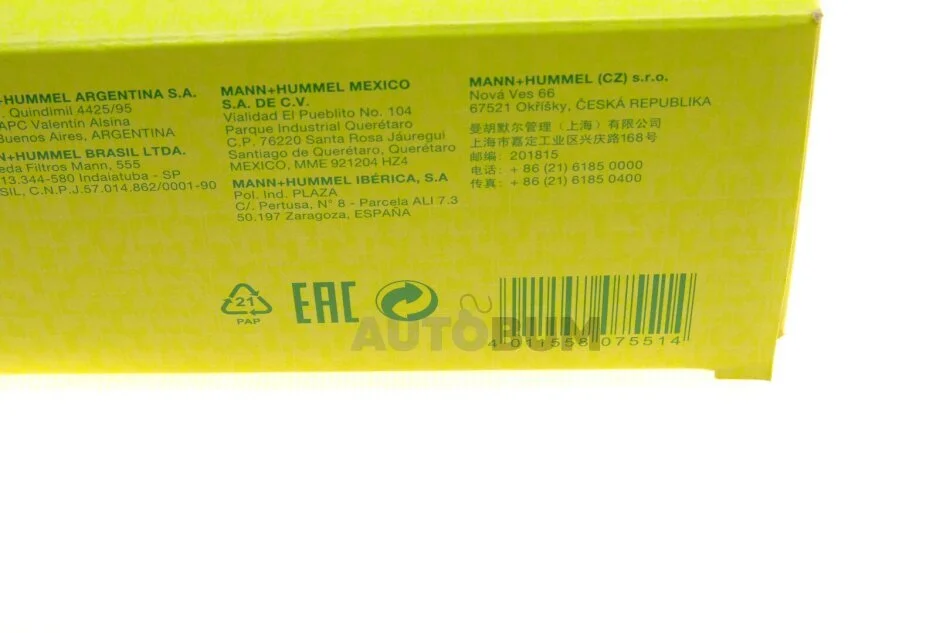 +HUMMEL ARGENTINA S.A.
. Quindimil 4425/95
APC Valentín Alsina
Buenos Aires, ARGENTINA
N+HUMMEL BRASIL LTDA.
eda Filtros Mann, 555
13.344-580 Indaiatuba - SP
SIL, C.N.P.J.57.014.862/0001-90
MANN+HUMMEL MEXICO
S.A. DE C.V.
Vialidad El Pueblito No. 104
Parque Industrial Querétaro
C.P. 76220 Santa Rosa Jáuregui
Santiago de Querétaro, Querétaro
MEXICO, MME 921204 HZ4
MANN+HUMMEL IBÉRICA, S.A
Pol. Ind. PLAZA
C/. Pertusa, N° 8 - Parcela ALI 7.3
50.197 Zaragoza, ESPAÑA
MANN+HUMMEL (CZ) s.r.o.
Nová Ves 66
67521 Okříšky, ČESKÁ REPUBLIKA
曼胡默尔管理（上海）有限公司
上海市嘉定工业区兴庆路168号
邮编: 201815
电话: + 86 (21) 6185 0000
传真: + 86 (21) 6185 0400
21
PAP
EAC
AUTOBUM
4 011558 075514